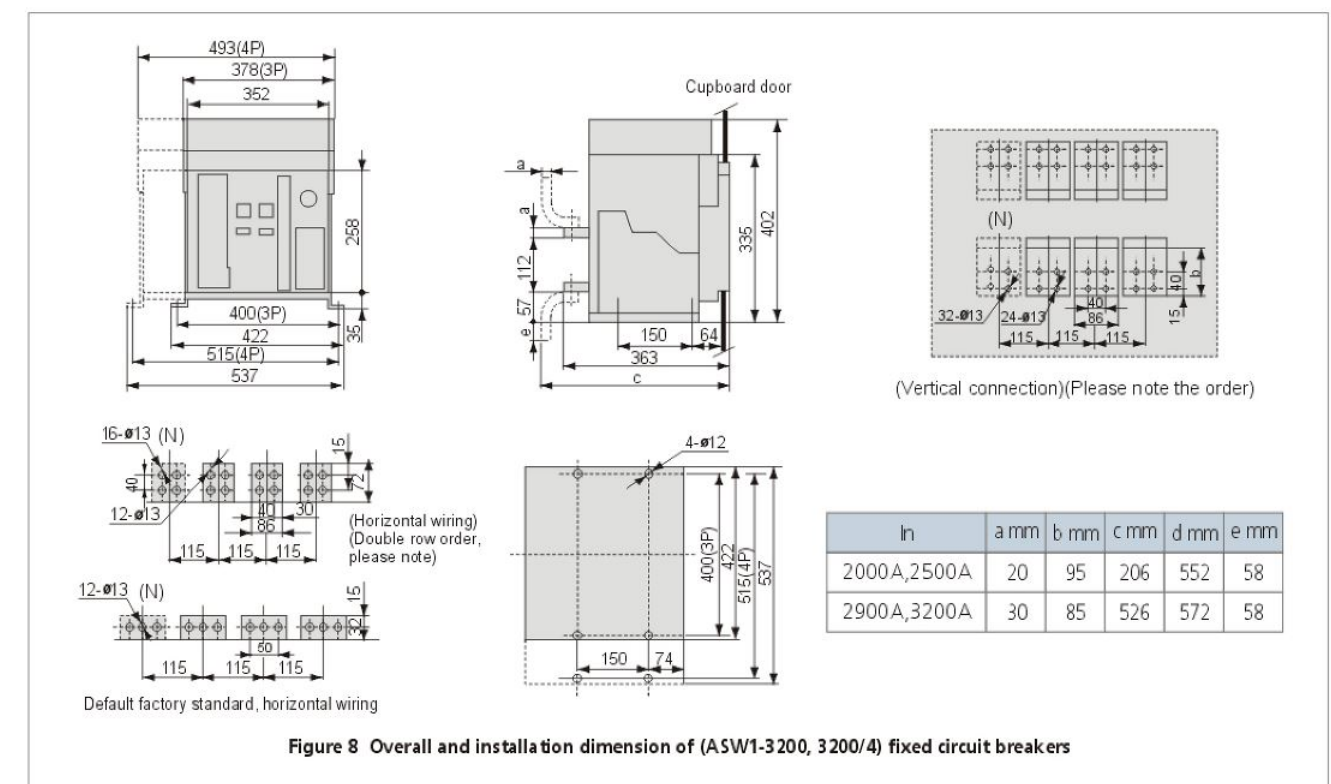 493(4P)
378(3P)
352
258
35
400(3P)
422
515(4P)
537
Cupboard door
a
a
112
57
e
335
402
150
64
363
c
(N)
b
40
15
32-ø13
24-ø13
40
86
115
115
115
(Vertical connection)(Please note the order)
16-ø13 (N)
15
40
72
12-ø13
40
30
86
115
115
115
(Horizontal wiring)
(Double row order,
please note)
12-ø13 (N)
15
32
50
115
115
115
Default factory standard, horizontal wiring
4-ø12
400(3P)
422
515(4P)
537
150
74
In a mm b mm c mm d mm e mm
2000A,2500A 20 95 206 552 58
2900A,3200A 30 85 526 572 58
Figure 8 Overall and installation dimension of (ASW1-3200, 3200/4) fixed circuit breakers